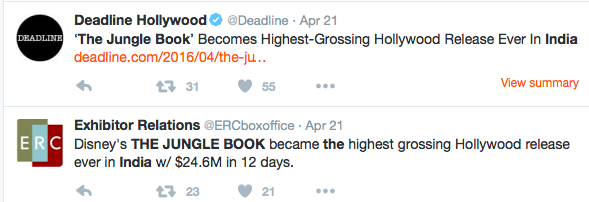 DEADLINE
Deadline Hollywood @Deadline · Apr 21
‘The Jungle Book’ Becomes Highest-Grossing Hollywood Release Ever In India
deadline.com/2016/04/the-ju…
31 55 ••• View summary
ERC
Exhibitor Relations @ERCboxoffice · Apr 21
Disney's THE JUNGLE BOOK became the highest grossing Hollywood release
ever in India w/ $24.6M in 12 days.
23 21 •••